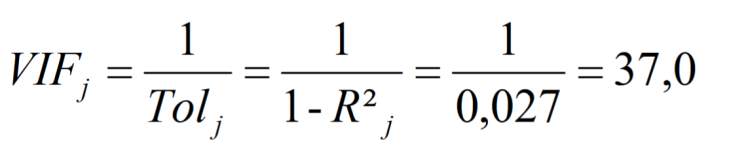 VIF_j = 1/Tol_j = 1/(1 - R²_j) = 1/0,027 = 37,0